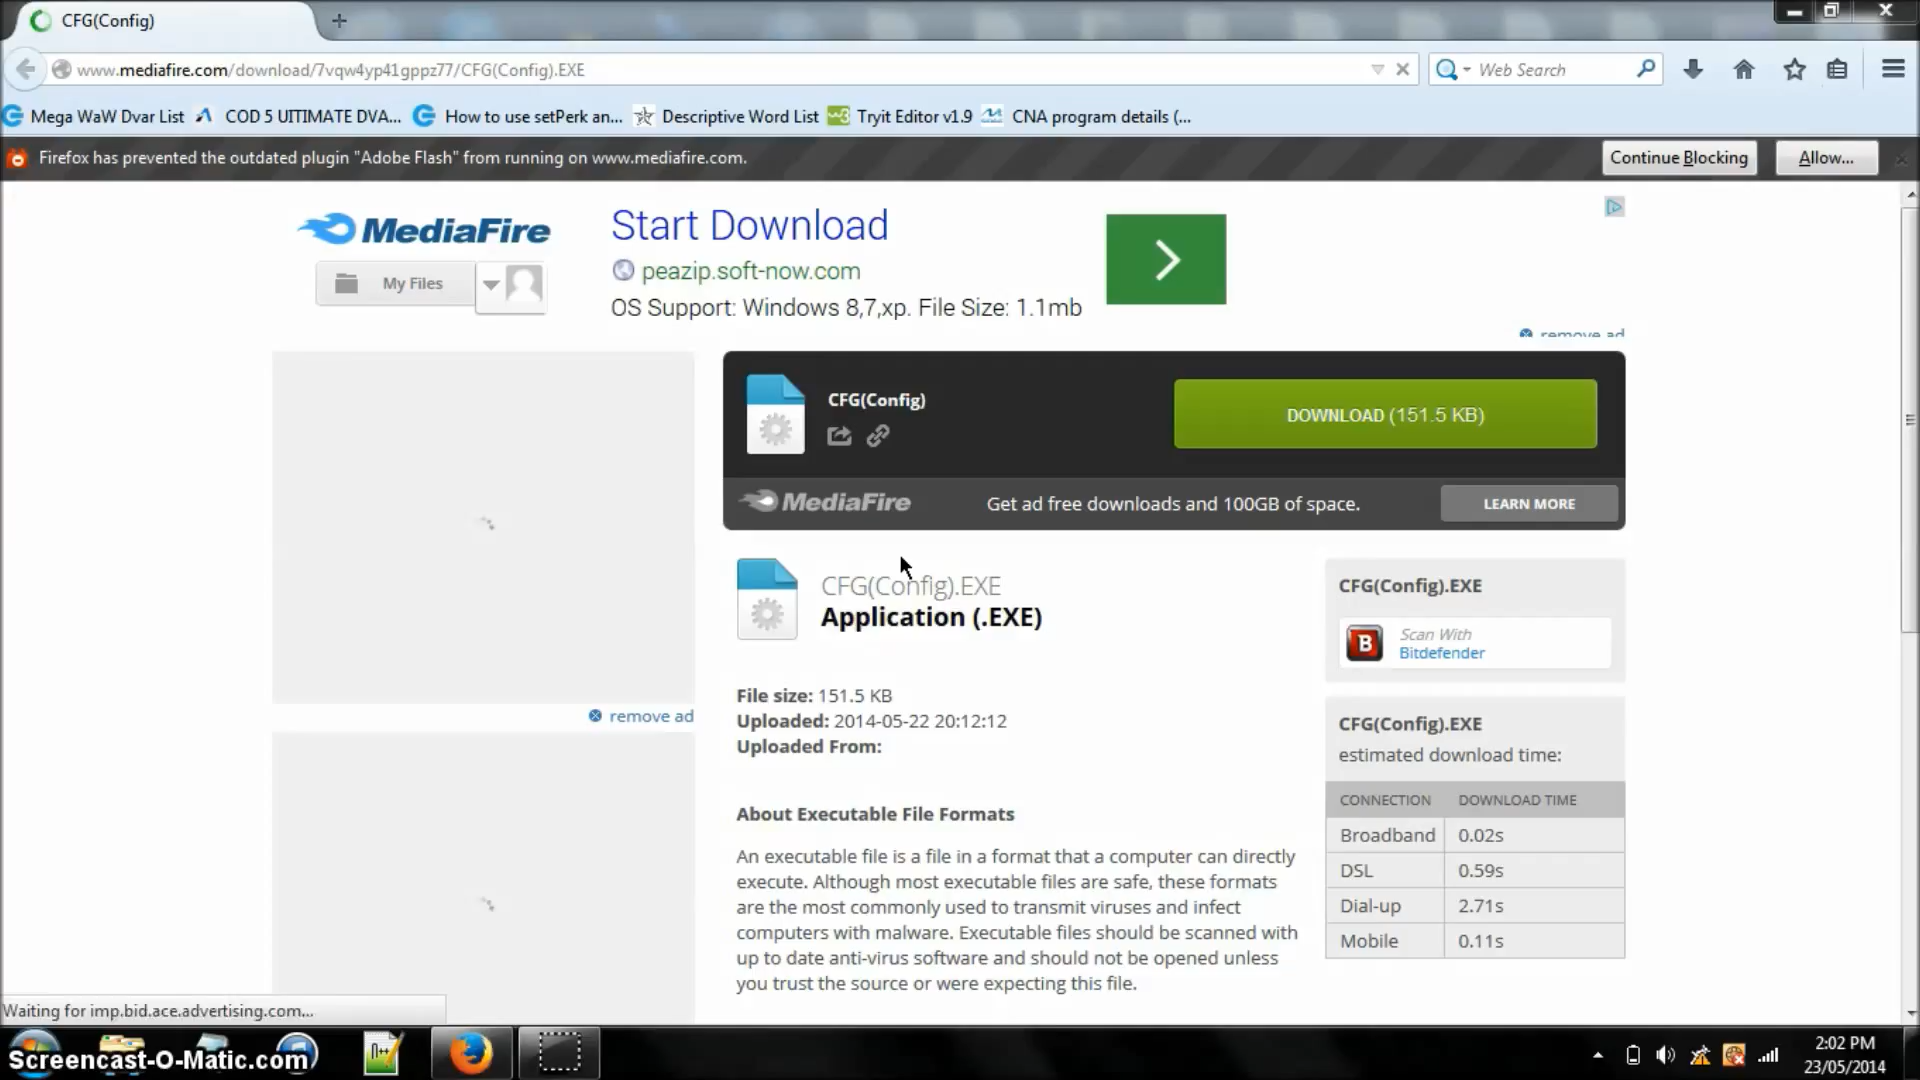 CFG(Config)
www.mediafire.com/download/7vqw4yp41gppz77/CFG(Config).EXE
Web Search
Mega WaW Dvar List
COD 5 UlTIMATE DVA...
How to use setPerk an...
Descriptive Word List
Tryit Editor v1.9
CNA program details (...
Firefox has prevented the outdated plugin "Adobe Flash" from running on www.mediafire.com.
Continue Blocking
Allow...
MediaFire
My Files
Start Download
peazip.soft-now.com
OS Support: Windows 8,7,xp. File Size: 1.1mb
remove ad
CFG(Config)
DOWNLOAD (151.5 KB)
MediaFire
Get ad free downloads and 100GB of space.
LEARN MORE
remove ad
CFG(Config).EXE
Application (.EXE)
File size: 151.5 KB
Uploaded: 2014-05-22 20:12:12
Uploaded From:
About Executable File Formats
An executable file is a file in a format that a computer can directly
execute. Although most executable files are safe, these formats
are the most commonly used to transmit viruses and infect
computers with malware. Executable files should be scanned with
up to date anti-virus software and should not be opened unless
you trust the source or were expecting this file.
CFG(Config).EXE
B
Scan With
Bitdefender
CFG(Config).EXE
estimated download time:
CONNECTION DOWNLOAD TIME
Broadband 0.02s
DSL 0.59s
Dial-up 2.71s
Mobile 0.11s
Waiting for imp.bid.ace.advertising.com...
Screencast-O-Matic.com
2:02 PM
23/05/2014